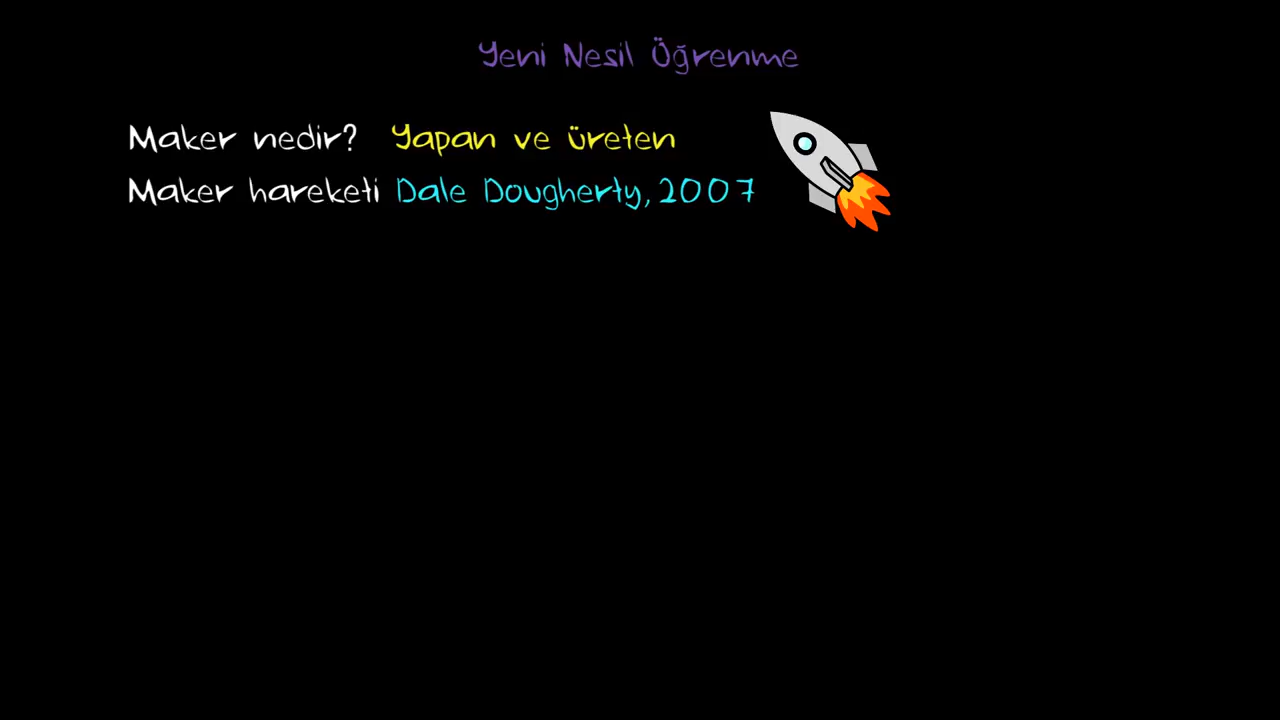 Yeni Nesil Öğrenme
Maker nedir? Yapan ve üreten
Maker hareketi Dale Dougherty, 2007